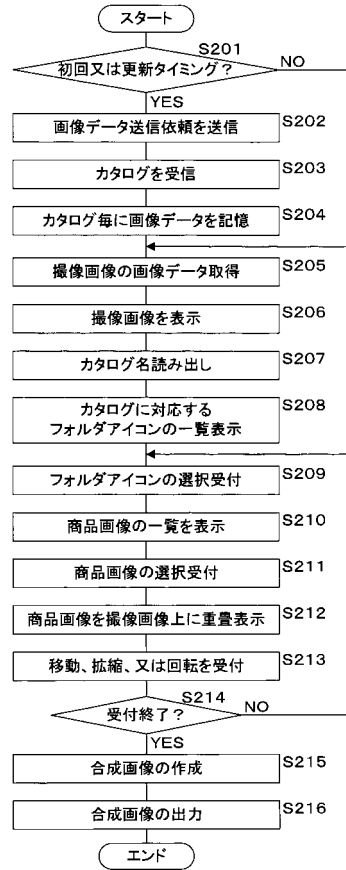 スタート
S201
初回又は更新タイミング？
NO
YES
画像データ送信依頼を送信
S202
カタログを受信
S203
カタログ毎に画像データを記憶
S204
撮像画像の画像データ取得
S205
撮像画像を表示
S206
カタログ名読み出し
S207
カタログに対応する
フォルダアイコンの一覧表示
S208
フォルダアイコンの選択受付
S209
商品画像の一覧を表示
S210
商品画像の選択受付
S211
商品画像を撮像画像上に重畳表示
S212
移動、拡縮、又は回転を受付
S213
S214
受付終了？
NO
YES
合成画像の作成
S215
合成画像の出力
S216
エンド